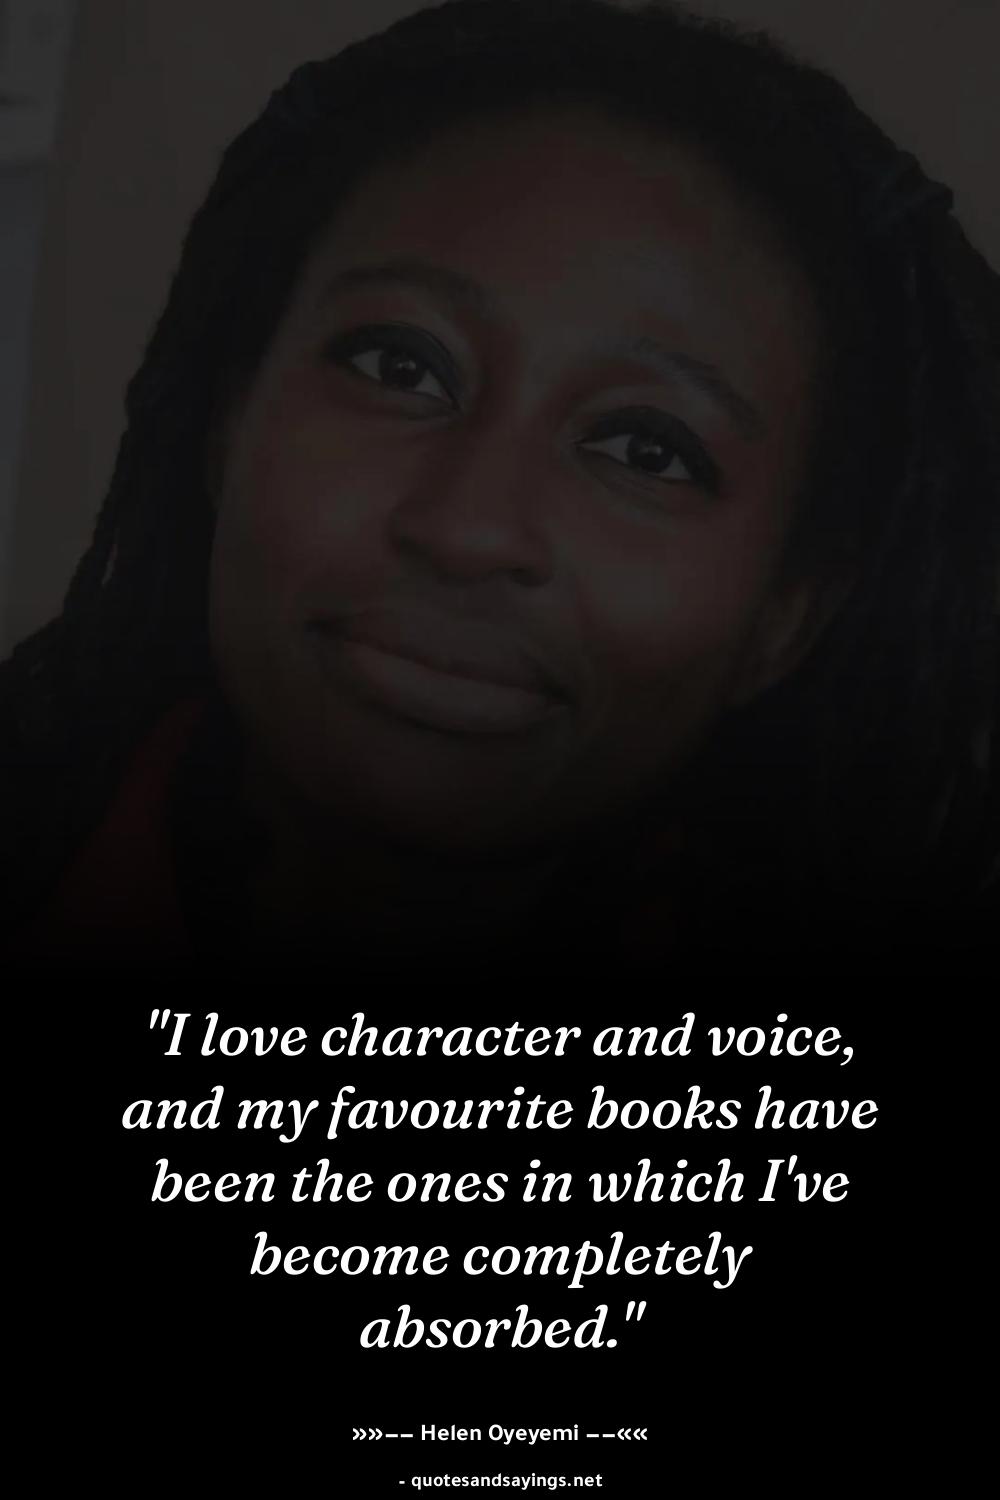 "I love character and voice,
and my favourite books have
been the ones in which I've
become completely
absorbed."
»»−− Helen Oyeyemi −−««
- quotesandsayings.net